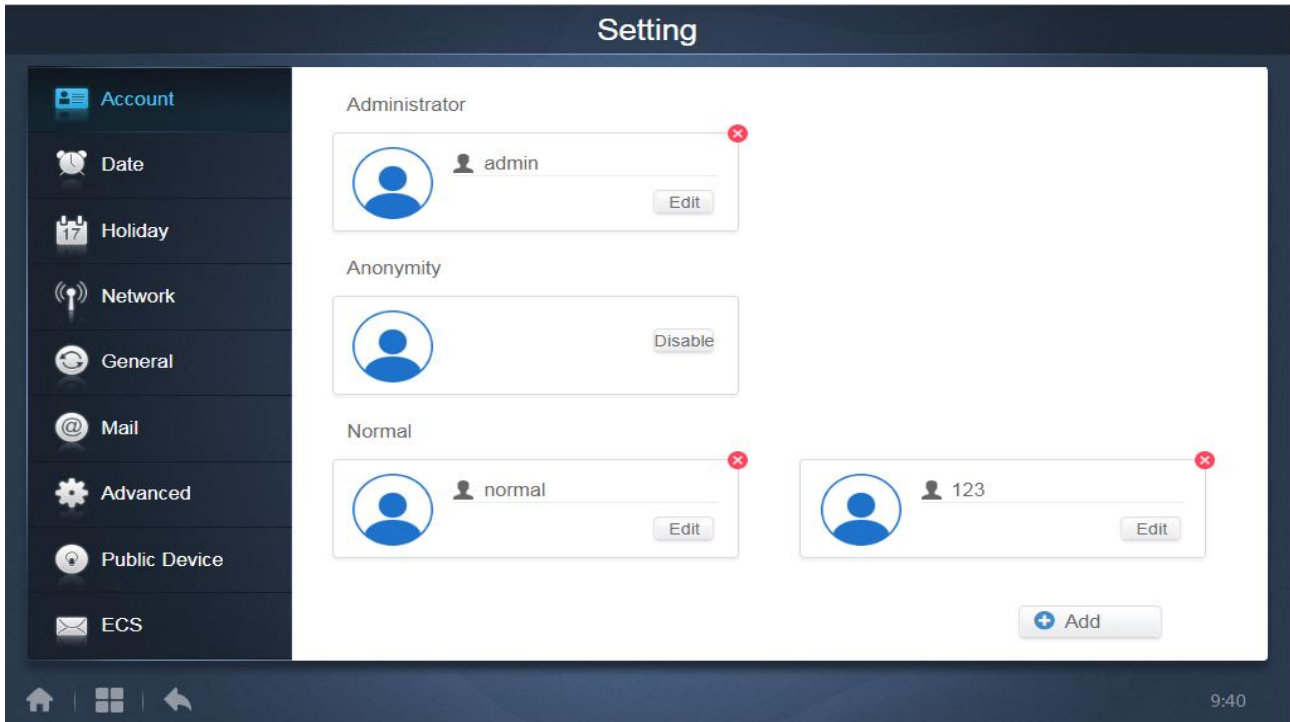 Setting
Account
Date
Holiday
17
Network
General
Mail
@
Advanced
Public Device
ECS
Administrator
admin
Edit
Anonymity
Disable
Normal
normal
Edit
123
Edit
Add
9:40